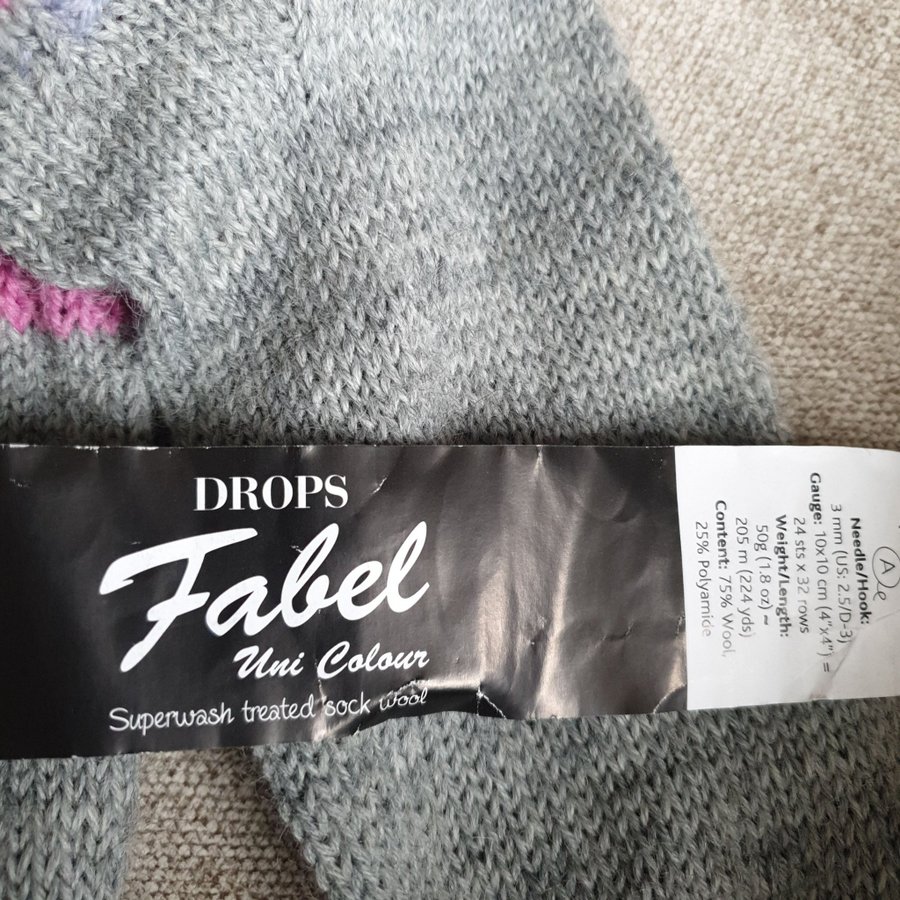 DROPS
Fabel
Uni Colour
Superwash treated sock wool
A
Needle/Hook:
3 mm (US: 2.5/D-3)
Gauge: 10x10 cm (4"x4") =
24 sts x 32 rows
Weight/Length:
50g (1.8 oz) ~
205 m (224 yds)
Content: 75% Wool,
25% Polyamide